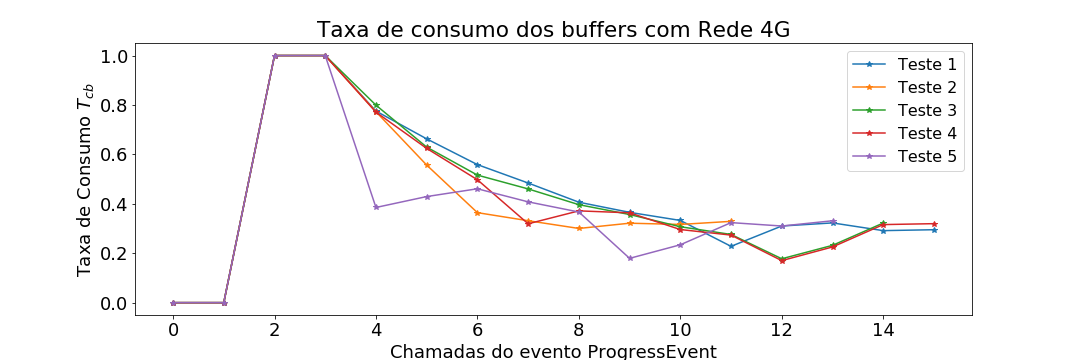 Taxa de consumo dos buffers com Rede 4G
Taxa de Consumo T_cb
1.0
0.8
0.6
0.4
0.2
0.0
Teste 1
Teste 2
Teste 3
Teste 4
Teste 5
0 2 4 6 8 10 12 14
Chamadas do evento ProgressEvent